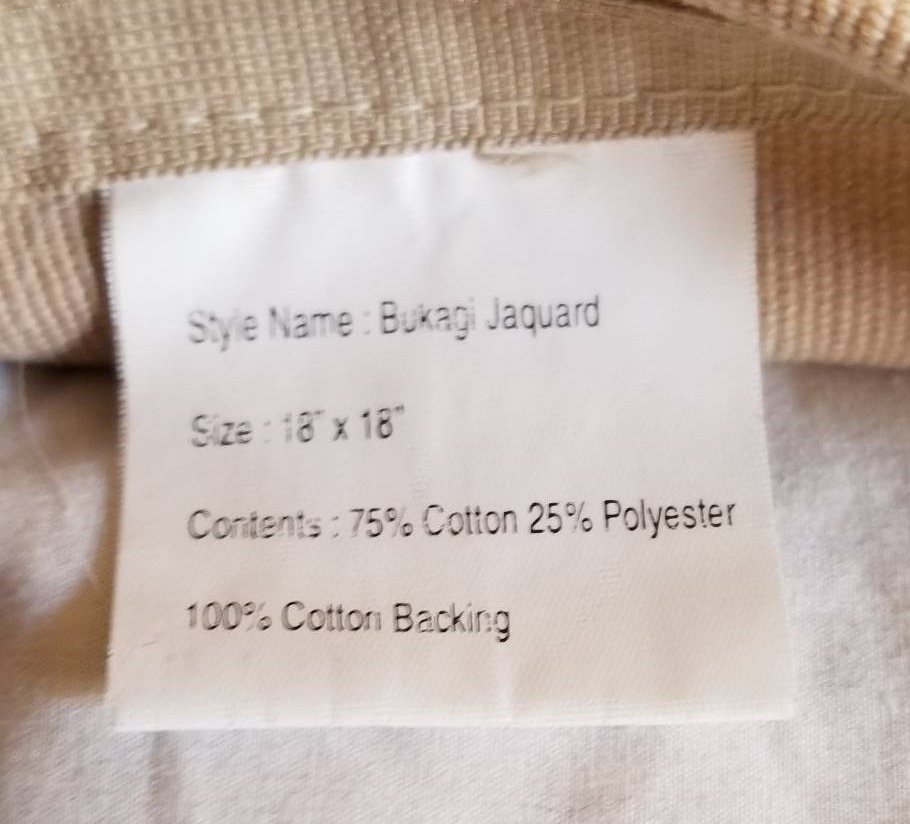 Style Name : Bukagi Jaquard
Size : 18" x 18"
Contents : 75% Cotton 25% Polyester
100% Cotton Backing